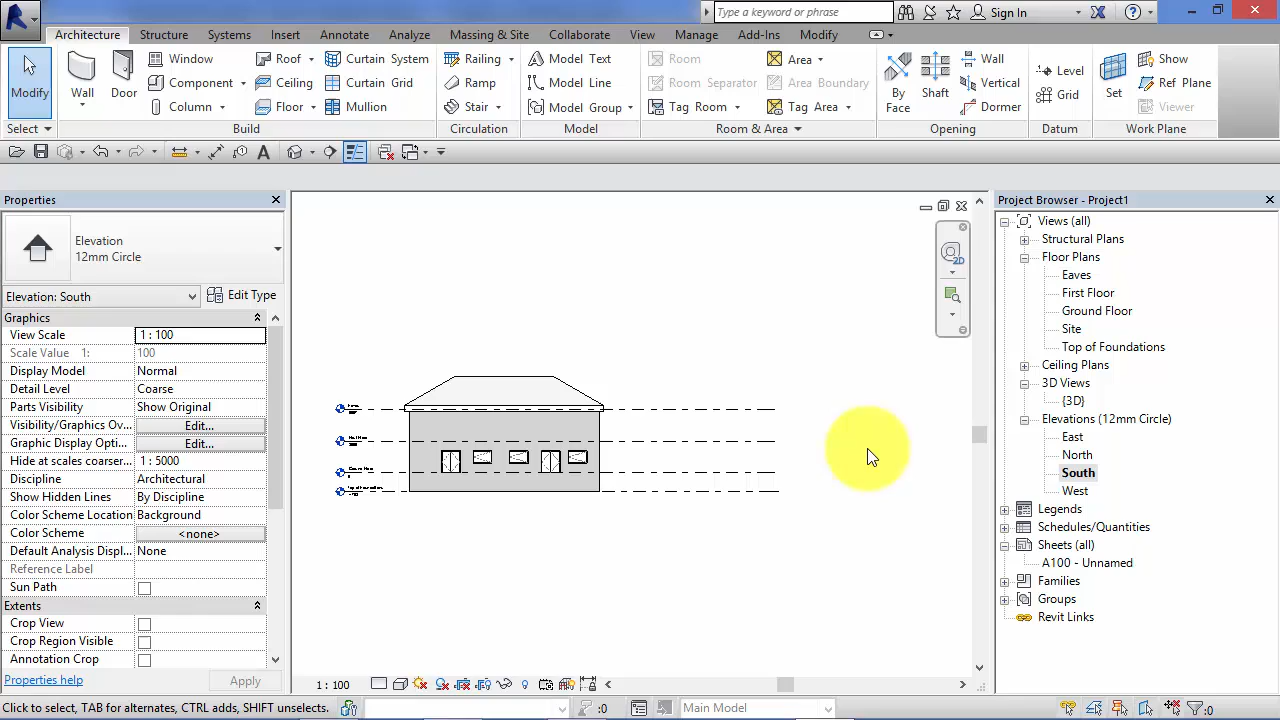 Type a keyword or phrase
Sign In
Architecture Structure Systems Insert Annotate Analyze Massing & Site Collaborate View Manage Add-Ins Modify
Modify
Select
Wall
Door
Window
Component
Column
Roof
Ceiling
Floor
Curtain System
Curtain Grid
Mullion
Build
Railing
Ramp
Stair
Circulation
Model Text
Model Line
Model Group
Model
Room
Room Separator
Tag Room
Area
Area Boundary
Tag Area
Room & Area
By
Face
Shaft
Wall
Vertical
Dormer
Opening
Level
Grid
Datum
Set
Show
Ref Plane
Viewer
Work Plane
Properties
Elevation
12mm Circle
Elevation: South
Edit Type
Graphics
View Scale 1 : 100
Scale Value 1: 100
Display Model Normal
Detail Level Coarse
Parts Visibility Show Original
Visibility/Graphics Ov... Edit...
Graphic Display Opti... Edit...
Hide at scales coarser... 1 : 5000
Discipline Architectural
Show Hidden Lines By Discipline
Color Scheme Location Background
Color Scheme <none>
Default Analysis Displ... None
Reference Label
Sun Path
Extents
Crop View
Crop Region Visible
Annotation Crop
Properties help
Apply
2D
1 : 100
Project Browser - Project1
Views (all)
Structural Plans
Floor Plans
Eaves
First Floor
Ground Floor
Site
Top of Foundations
Ceiling Plans
3D Views
{3D}
Elevations (12mm Circle)
East
North
South
West
Legends
Schedules/Quantities
Sheets (all)
A100 - Unnamed
Families
Groups
Revit Links
Click to select, TAB for alternates, CTRL adds, SHIFT unselects.
:0
Main Model
:0